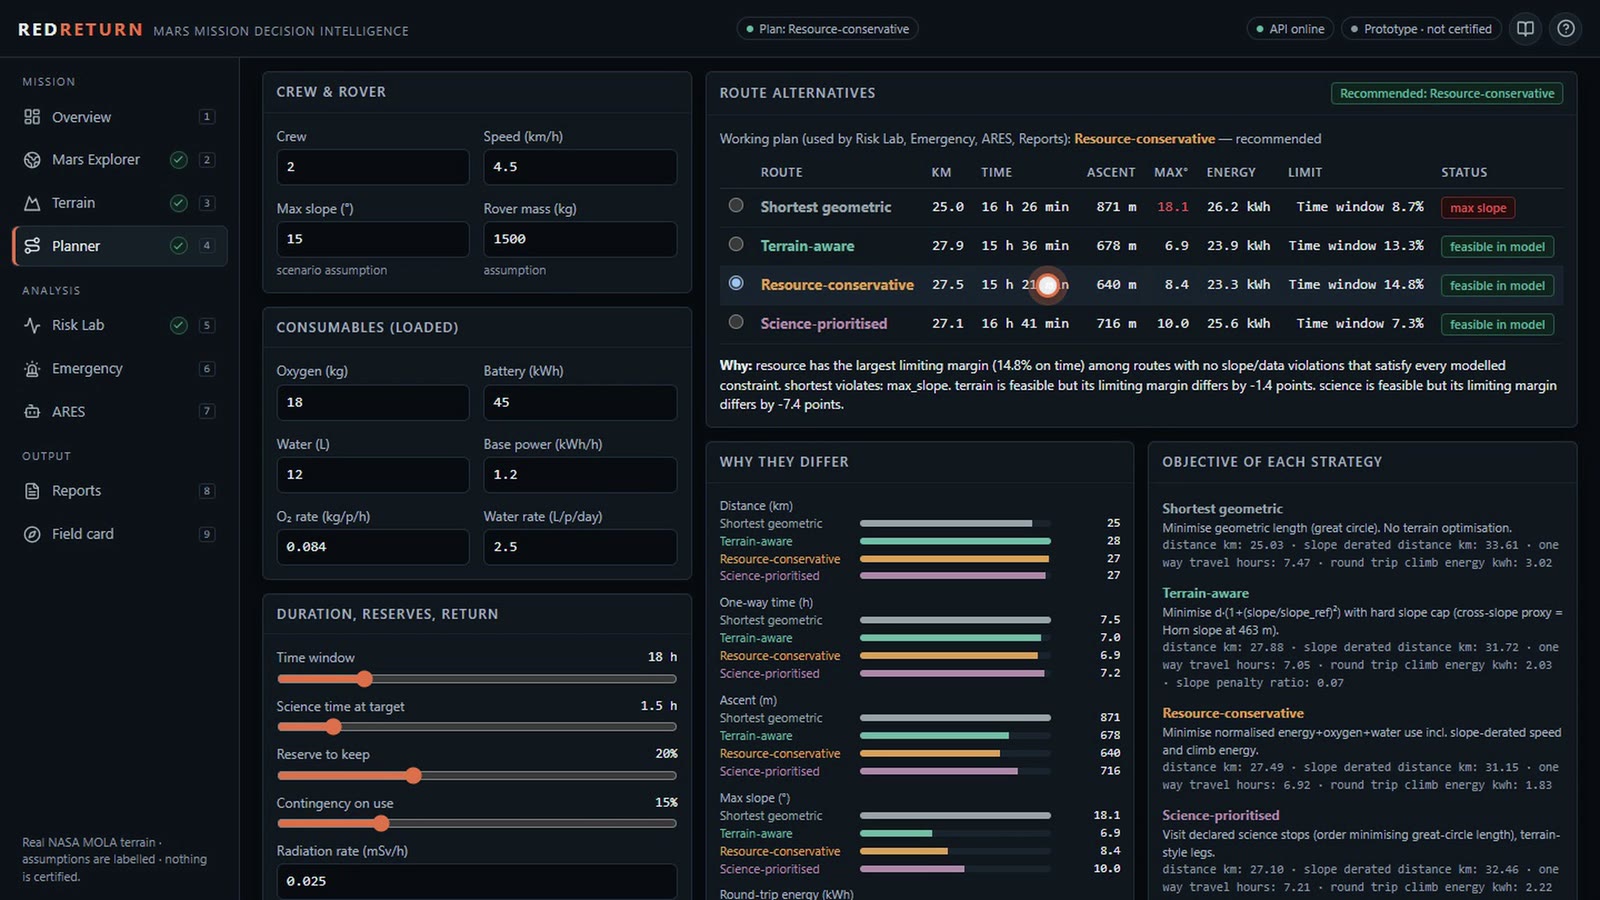 REDRETURN MARS MISSION DECISION INTELLIGENCE
Plan: Resource-conservative
API online
Prototype · not certified
MISSION
Overview 1
Mars Explorer 2
Terrain 3
Planner 4
ANALYSIS
Risk Lab 5
Emergency 6
ARES 7
OUTPUT
Reports 8
Field card 9
Real NASA MOLA terrain ·
assumptions are labelled · nothing
is certified.
CREW & ROVER
Crew Speed (km/h)
2 4.5
Max slope (°) Rover mass (kg)
15 1500
scenario assumption assumption
CONSUMABLES (LOADED)
Oxygen (kg) Battery (kWh)
18 45
Water (L) Base power (kWh/h)
12 1.2
O₂ rate (kg/p/h) Water rate (L/p/day)
0.084 2.5
DURATION, RESERVES, RETURN
Time window 18 h
Science time at target 1.5 h
Reserve to keep 20%
Contingency on use 15%
Radiation rate (mSv/h)
0.025
ROUTE ALTERNATIVES
Recommended: Resource-conservative
Working plan (used by Risk Lab, Emergency, ARES, Reports): Resource-conservative — recommended
ROUTE KM TIME ASCENT MAX° ENERGY LIMIT STATUS
Shortest geometric 25.0 16 h 26 min 871 m 18.1 26.2 kWh Time window 8.7% max slope
Terrain-aware 27.9 15 h 36 min 678 m 6.9 23.9 kWh Time window 13.3% feasible in model
Resource-conservative 27.5 15 h 640 m 8.4 23.3 kWh Time window 14.8% feasible in model
Science-prioritised 27.1 16 h 41 min 716 m 10.0 25.6 kWh Time window 7.3% feasible in model
Why: resource has the largest limiting margin (14.8% on time) among routes with no slope/data violations that satisfy every modelled
constraint. shortest violates: max_slope. terrain is feasible but its limiting margin differs by -1.4 points. science is feasible but its limiting margin
differs by -7.4 points.
WHY THEY DIFFER
Distance (km)
Shortest geometric 25
Terrain-aware 28
Resource-conservative 27
Science-prioritised 27
One-way time (h)
Shortest geometric 7.5
Terrain-aware 7.0
Resource-conservative 6.9
Science-prioritised 7.2
Ascent (m)
Shortest geometric 871
Terrain-aware 678
Resource-conservative 640
Science-prioritised 716
Max slope (°)
Shortest geometric 18.1
Terrain-aware 6.9
Resource-conservative 8.4
Science-prioritised 10.0
Round-trip energy (kWh)
OBJECTIVE OF EACH STRATEGY
Shortest geometric
Minimise geometric length (great circle). No terrain optimisation.
distance km: 25.03 · slope derated distance km: 33.61 · one
way travel hours: 7.47 · round trip climb energy kwh: 3.02
Terrain-aware
Minimise d·(1+(slope/slope_ref)²) with hard slope cap (cross-slope proxy =
Horn slope at 463 m).
distance km: 27.88 · slope derated distance km: 31.72 · one
way travel hours: 7.05 · round trip climb energy kwh: 2.03
· slope penalty ratio: 0.07
Resource-conservative
Minimise normalised energy+oxygen+water use incl. slope-derated speed
and climb energy.
distance km: 27.49 · slope derated distance km: 31.15 · one
way travel hours: 6.92 · round trip climb energy kwh: 1.83
Science-prioritised
Visit declared science stops (order minimising great-circle length), terrain-
style legs.
distance km: 27.10 · slope derated distance km: 32.46 · one
way travel hours: 7.21 · round trip climb energy kwh: 2.22